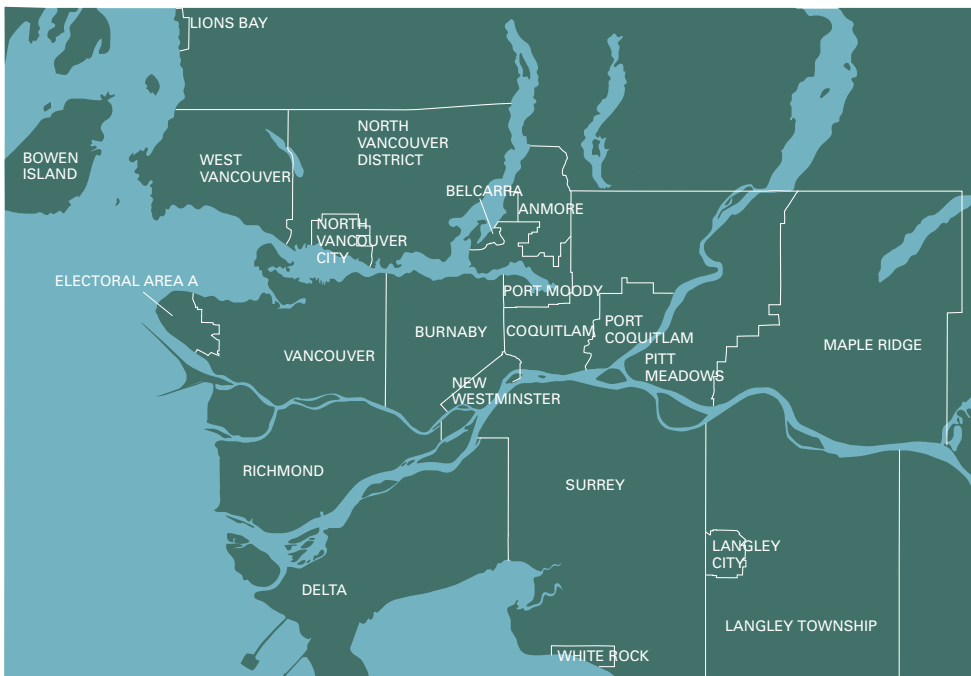 LIONS BAY
NORTH
VANCOUVER
DISTRICT
BOWEN
ISLAND
WEST
VANCOUVER
BELCARRA
ANMORE
NORTH
VANCOUVER
CITY
ELECTORAL AREA A
PORT MOODY
PORT
COQUITLAM
BURNABY
COQUITLAM
VANCOUVER
MAPLE RIDGE
PITT
MEADOWS
NEW
WESTMINSTER
RICHMOND
SURREY
LANGLEY
CITY
DELTA
LANGLEY TOWNSHIP
WHITE ROCK